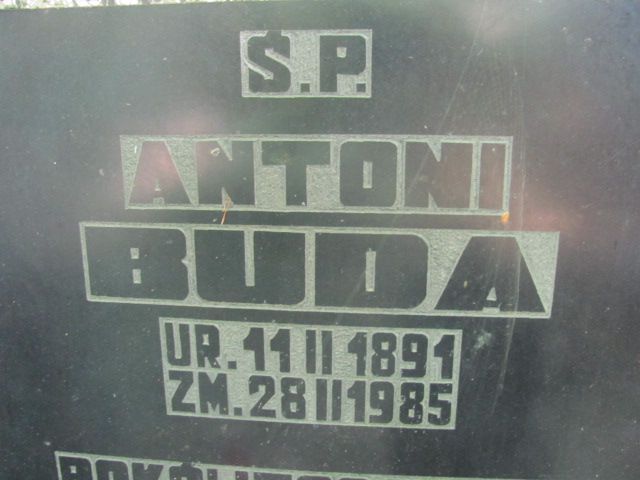 Ś.P.
ANTONI
BUDA
UR. 11 II 1891
ZM. 28 II 1985